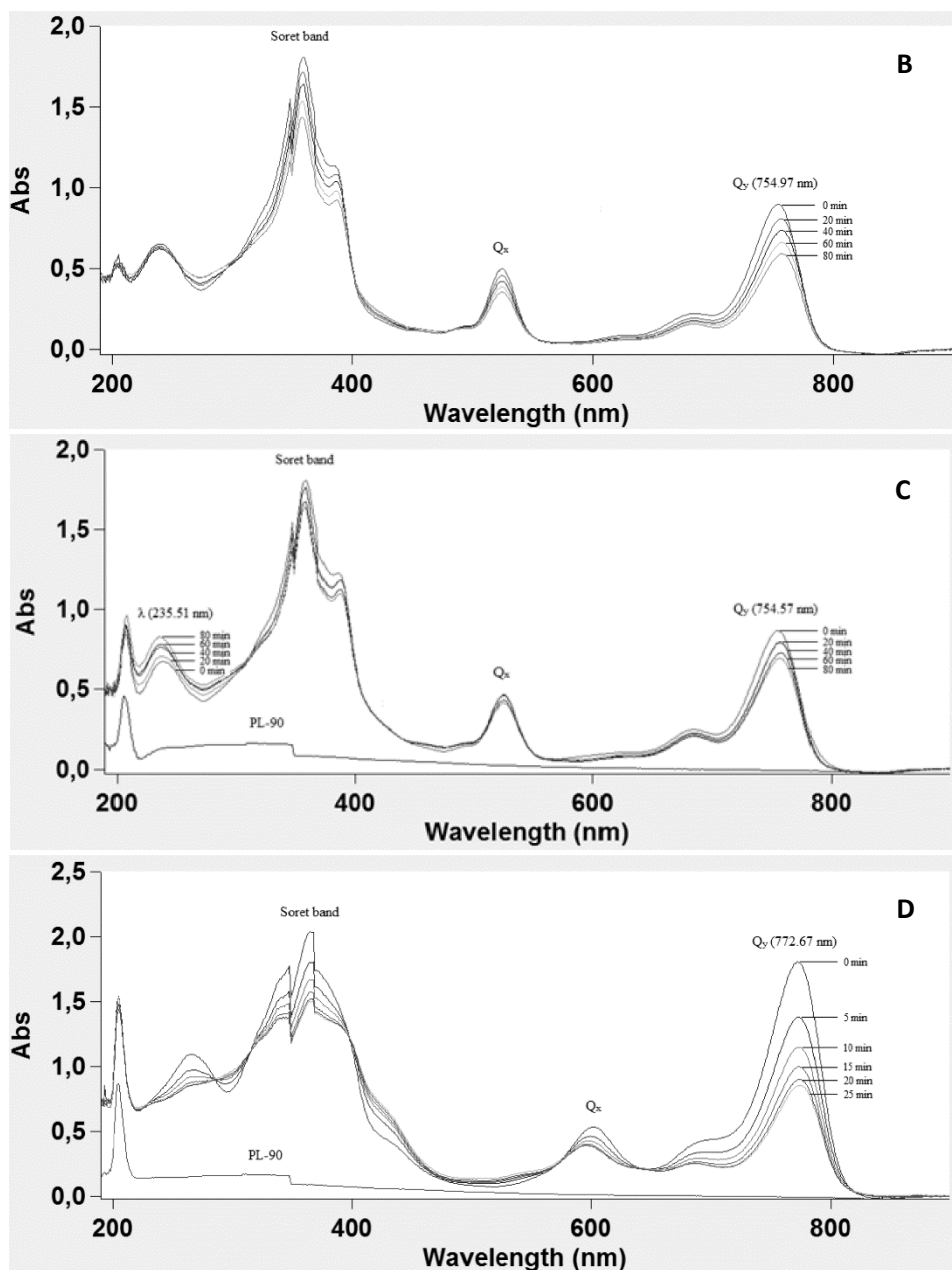 B
2,0
Soret band
1,5
Abs
1,0
Qy (754.97 nm)
0 min
20 min
40 min
60 min
80 min
Qx
0,5
0,0
200
400
600
800
Wavelength (nm)
C
2,0
Soret band
1,5
Abs
1,0
λ (235.51 nm)
80 min
60 min
40 min
20 min
0 min
Qy (754.57 nm)
0 min
20 min
40 min
60 min
80 min
Qx
0,5
PL-90
0,0
200
400
600
800
Wavelength (nm)
D
2,5
Soret band
2,0
Qy (772.67 nm)
0 min
1,5
Abs
5 min
10 min
15 min
20 min
25 min
1,0
Qx
0,5
PL-90
0,0
200
400
600
800
Wavelength (nm)